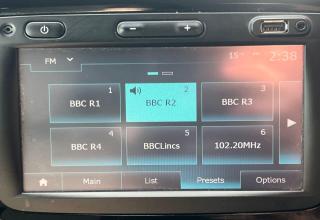 FM 15° 2:38
1 2 3
BBC R1 BBC R2 BBC R3
4 5 6
BBC R4 BBCLincs 102.20MHz
Main List Presets Options